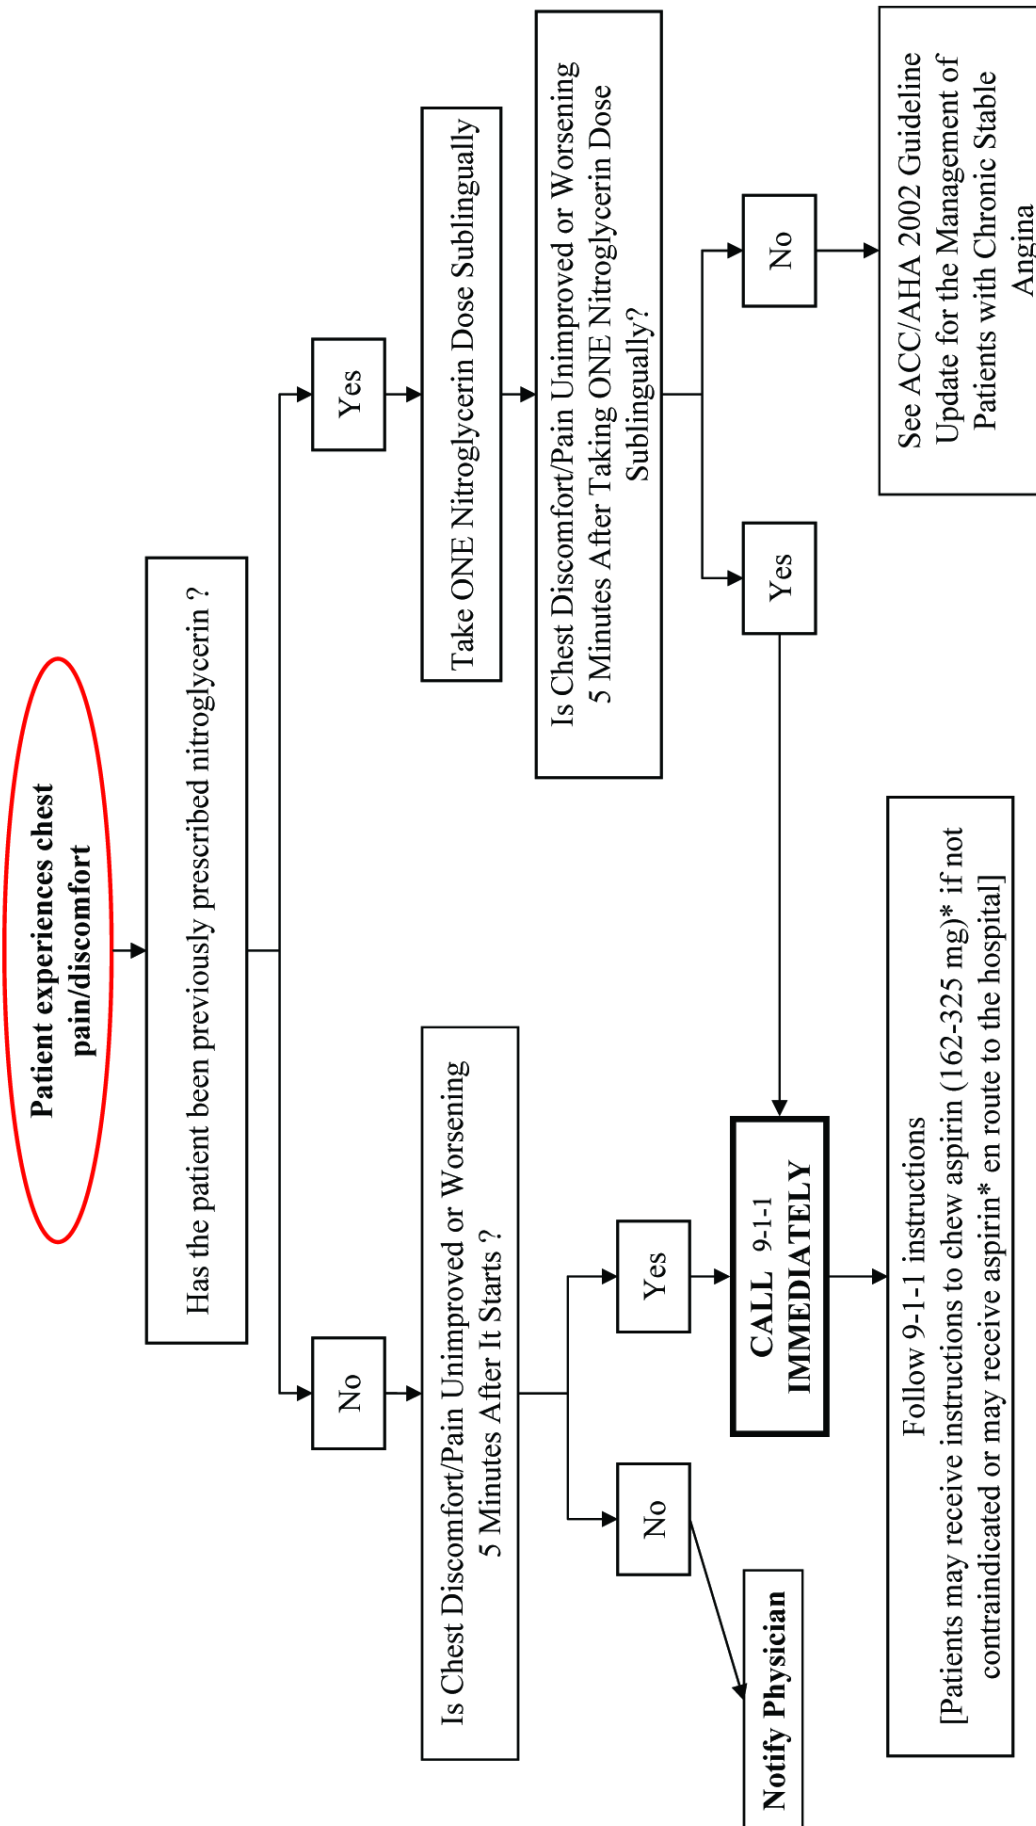 Patient experiences chest
pain/discomfort
Has the patient been previously prescribed nitroglycerin ?
No
Yes
Is Chest Discomfort/Pain Unimproved or Worsening
5 Minutes After It Starts ?
Take ONE Nitroglycerin Dose Sublingually
Is Chest Discomfort/Pain Unimproved or Worsening
5 Minutes After Taking ONE Nitroglycerin Dose
Sublingually?
No
Yes
Yes
No
Notify Physician
CALL 9-1-1
IMMEDIATELY
See ACC/AHA 2002 Guideline
Update for the Management of
Patients with Chronic Stable
Angina
Follow 9-1-1 instructions
[Patients may receive instructions to chew aspirin (162-325 mg)* if not
contraindicated or may receive aspirin* en route to the hospital]